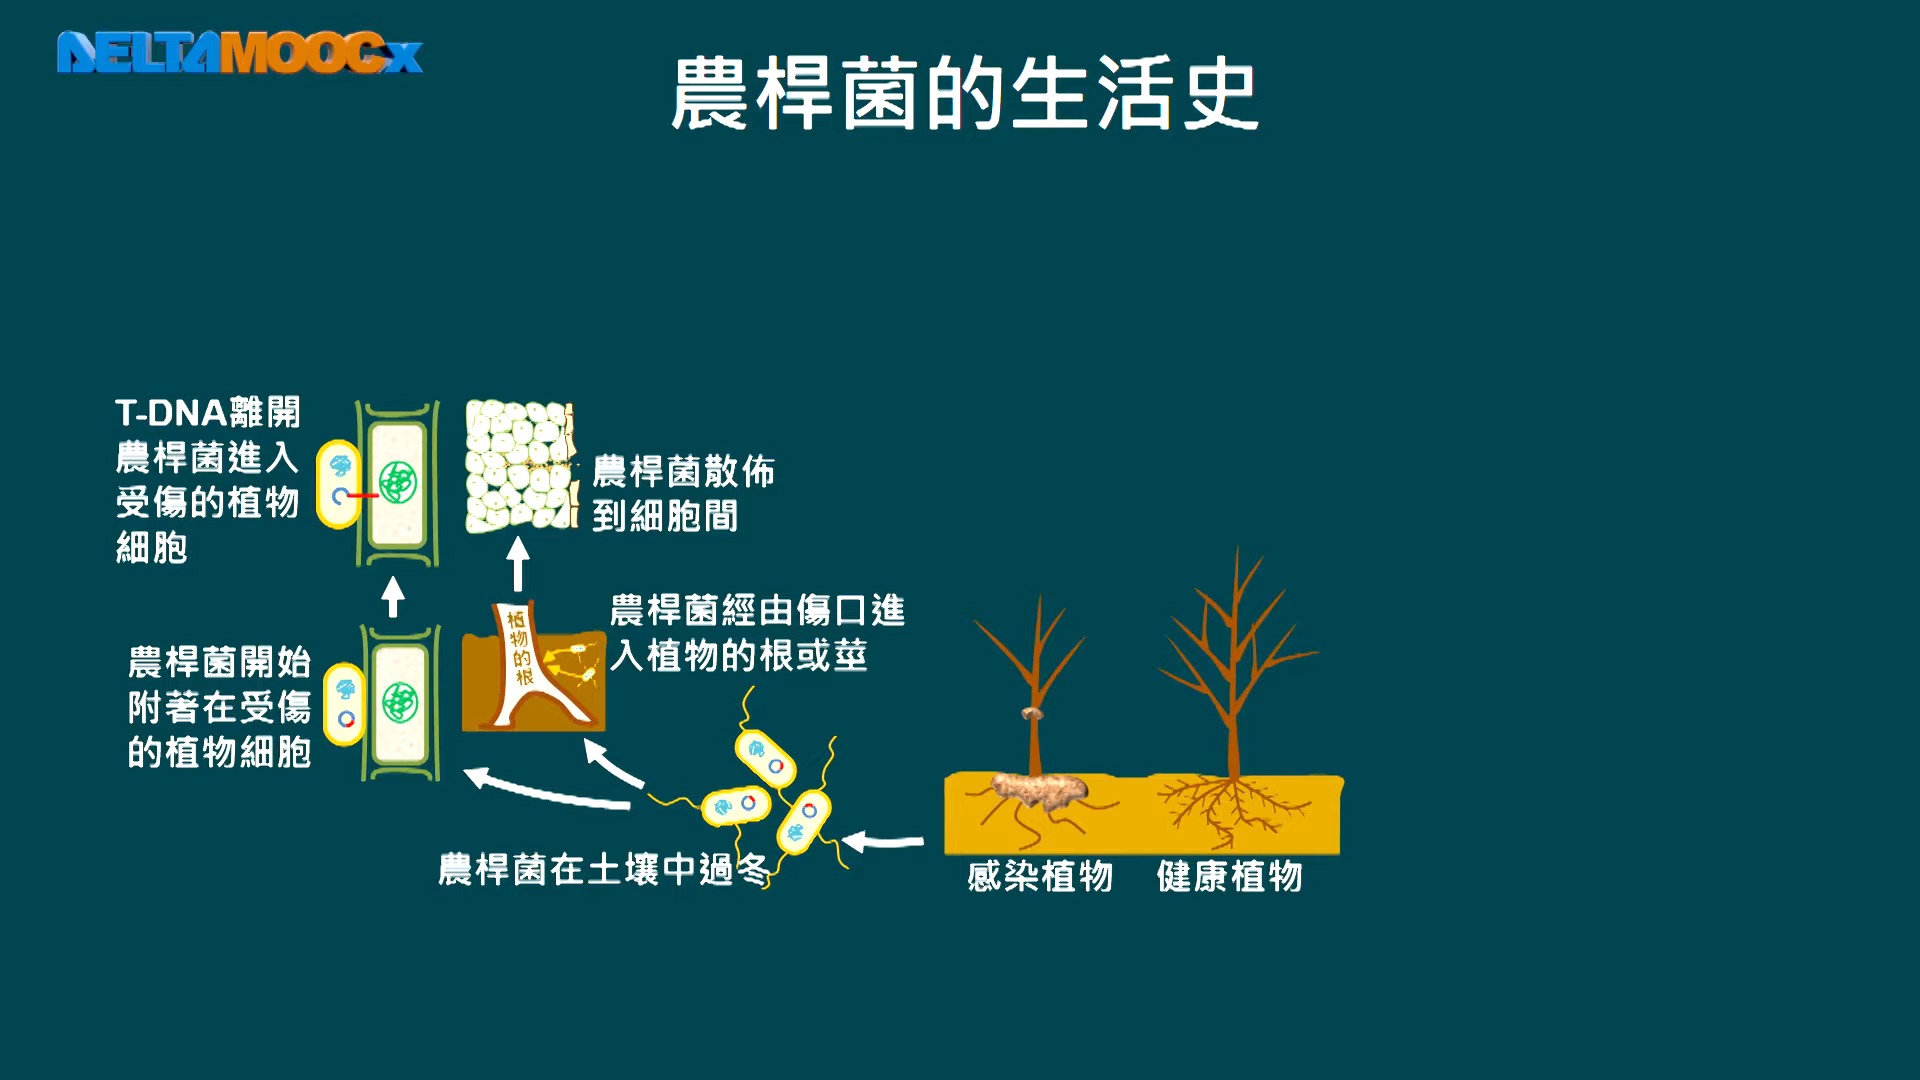 DELTAMOOCx
農桿菌的生活史
T-DNA離開
農桿菌進入
受傷的植物
細胞
農桿菌散佈
到細胞間
農桿菌開始
附著在受傷
的植物細胞
植物的根
農桿菌經由傷口進
入植物的根或莖
農桿菌在土壤中過冬
感染植物
健康植物